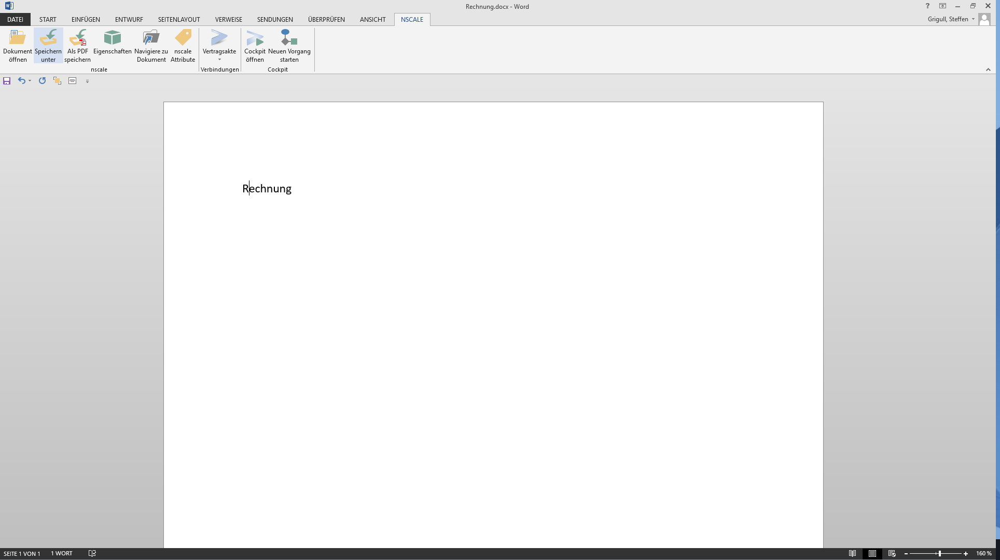 Rechnung.docx - Word
?
DATEI START EINFÜGEN ENTWURF SEITENLAYOUT VERWEISE SENDUNGEN ÜBERPRÜFEN ANSICHT NSCALE
Grigull, Steffen
Dokument öffnen
Speichern unter
Als PDF speichern
Eigenschaften
Navigiere zu Dokument
nscale Attribute
Vertragsakte
Cockpit öffnen
Neuen Vorgang starten
nscale
Verbindungen
Cockpit
Rechnung
SEITE 1 VON 1 1 WORT
160 %